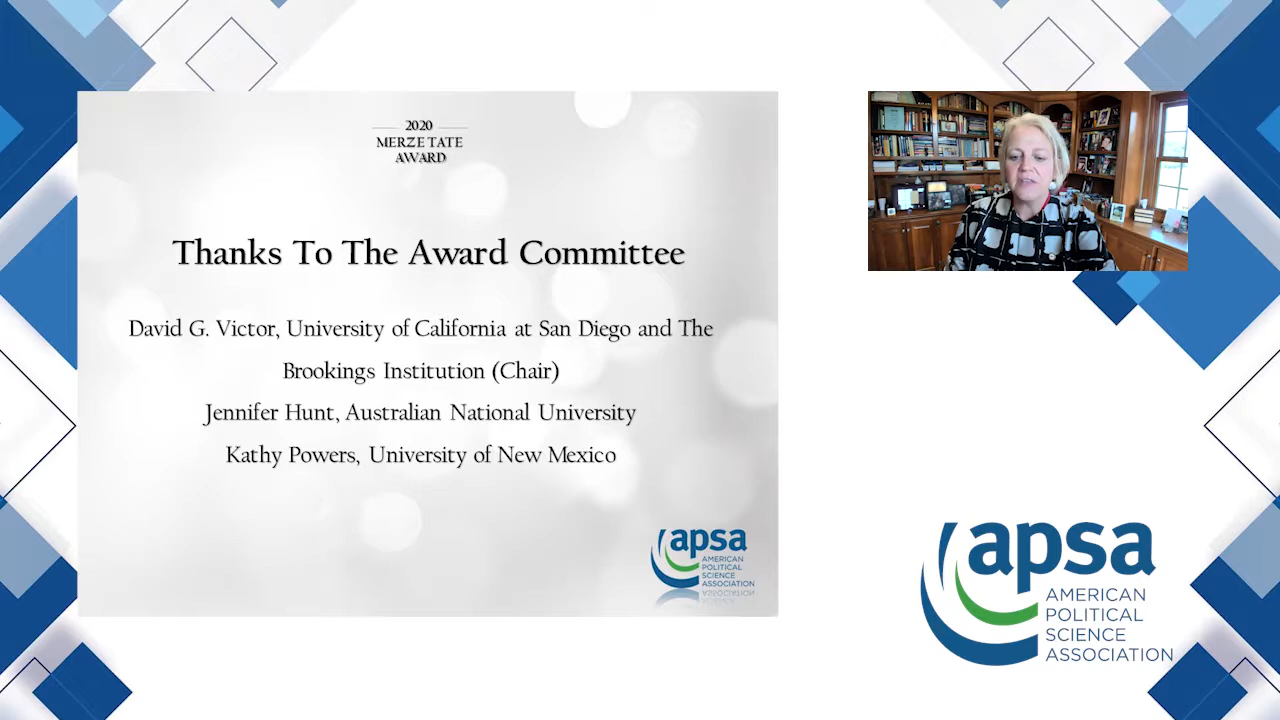 2020
MERZE TATE
AWARD
Thanks To The Award Committee
David G. Victor, University of California at San Diego and The
Brookings Institution (Chair)
Jennifer Hunt, Australian National University
Kathy Powers, University of New Mexico
apsa
AMERICAN
POLITICAL
SCIENCE
ASSOCIATION
apsa
AMERICAN
POLITICAL
SCIENCE
ASSOCIATION